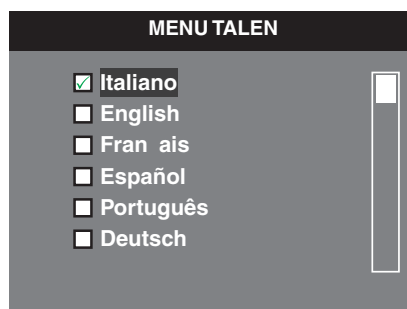 MENU TALEN
Italiano
English
Fran ais
Español
Português
Deutsch